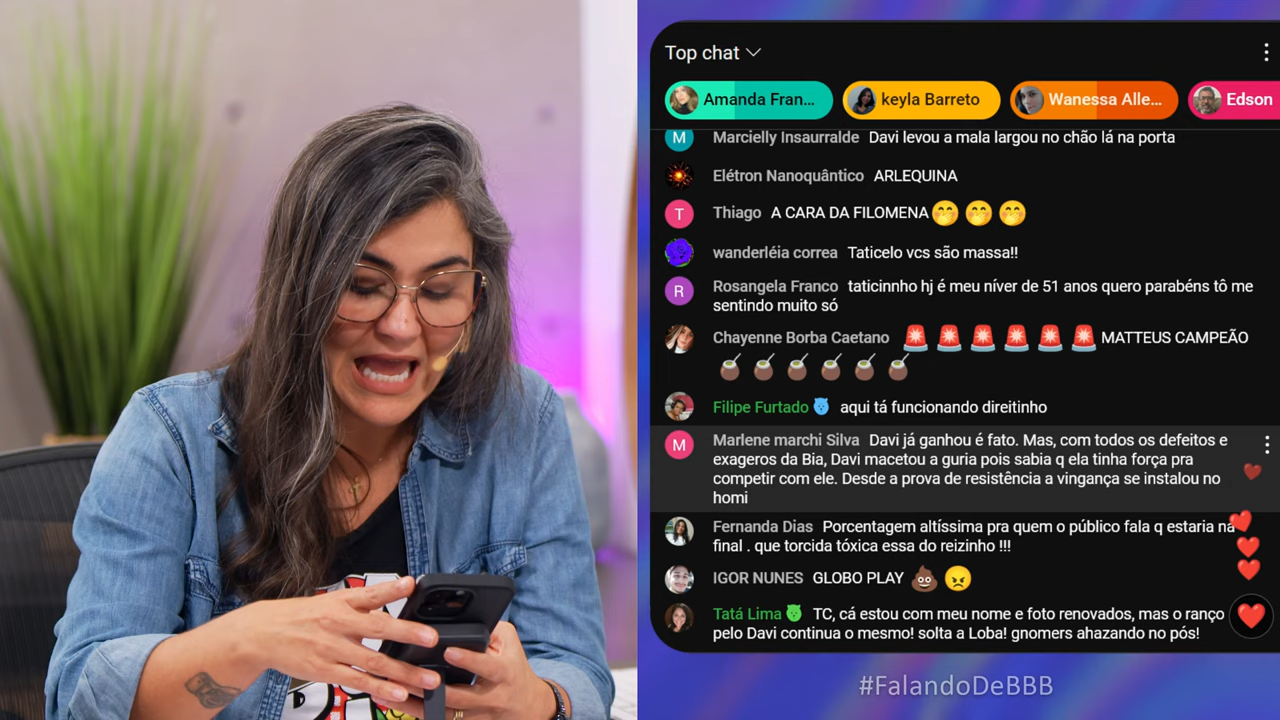 Top chat
Amanda Fran...
keyla Barreto
Wanessa Alle...
Edson
M
Marcielly Insaurralde Davi levou a mala largou no chão lá na porta
Elétron Nanoquântico ARLEQUINA
T
Thiago A CARA DA FILOMENA 🤭 🤭 🤭
wanderléia correa Taticelo vcs são massa!!
R
Rosangela Franco taticinnho hj é meu níver de 51 anos quero parabéns tô me
sentindo muito só
Chayenne Borba Caetano 🚨 🚨 🚨 🚨 🚨 🚨 MATTEUS CAMPEÃO
🧉 🧉 🧉 🧉 🧉 🧉
Filipe Furtado aqui tá funcionando direitinho
M
Marlene marchi Silva Davi já ganhou é fato. Mas, com todos os defeitos e
exageros da Bia, Davi macetou a guria pois sabia q ela tinha força pra
competir com ele. Desde a prova de resistência a vingança se instalou no
homi
Fernanda Dias Porcentagem altíssima pra quem o público fala q estaria na
final . que torcida tóxica essa do reizinho !!!
IGOR NUNES GLOBO PLAY 💩 😠
Tatá Lima TC, cá estou com meu nome e foto renovados, mas o ranço
pelo Davi continua o mesmo! solta a Loba! gnomers ahazando no pós!
#FalandoDeBBB